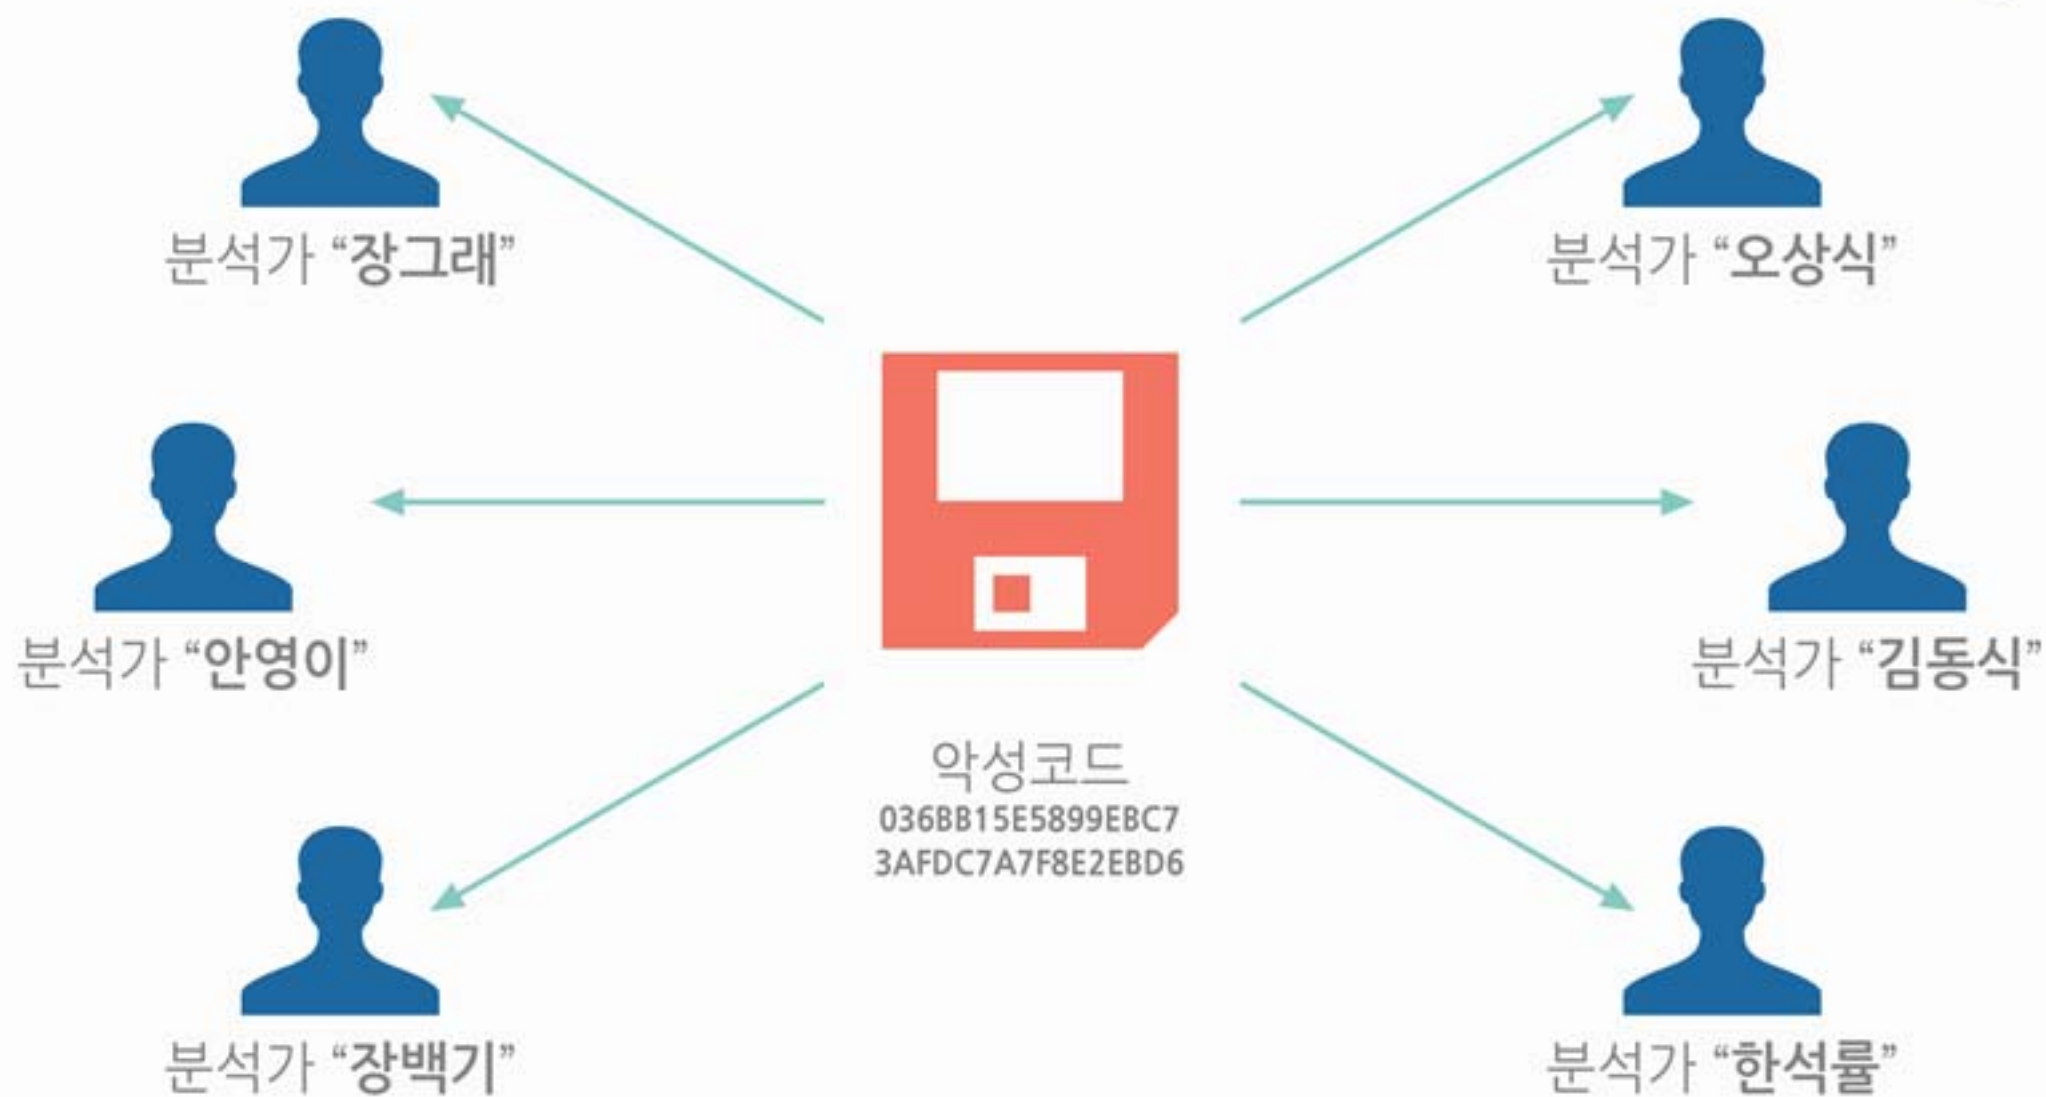 분석가 “장그래”
분석가 “오상식”
분석가 “안영이”
분석가 “김동식”
악성코드
036BB15E5899EBC7
3AFDC7A7F8E2EBD6
분석가 “장백기”
분석가 “한석률”